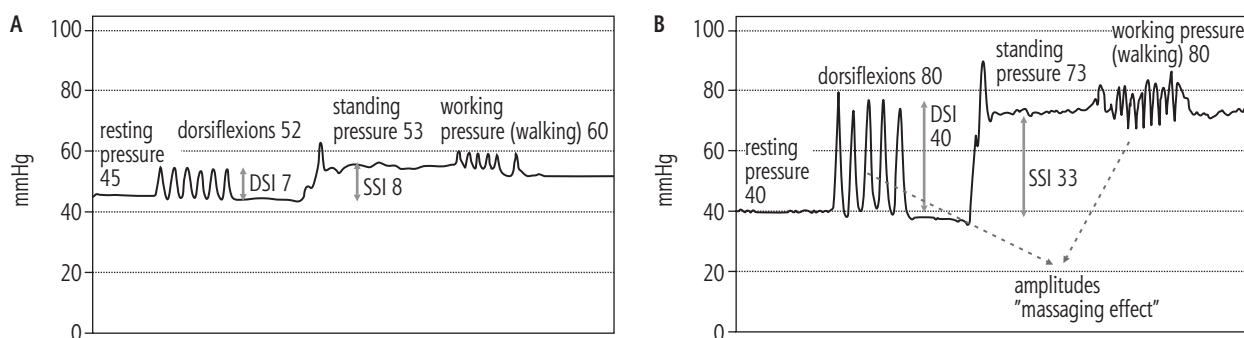 A
mmHg
100
80
60
40
20
0
resting
pressure
45
dorsiflexions 52
DSI 7
standing
pressure 53
SSI 8
working
pressure (walking) 60
B
mmHg
100
80
60
40
20
0
resting
pressure
40
dorsiflexions 80
DSI
40
standing
pressure 73
SSI 33
working pressure
(walking) 80
amplitudes
"massaging effect"